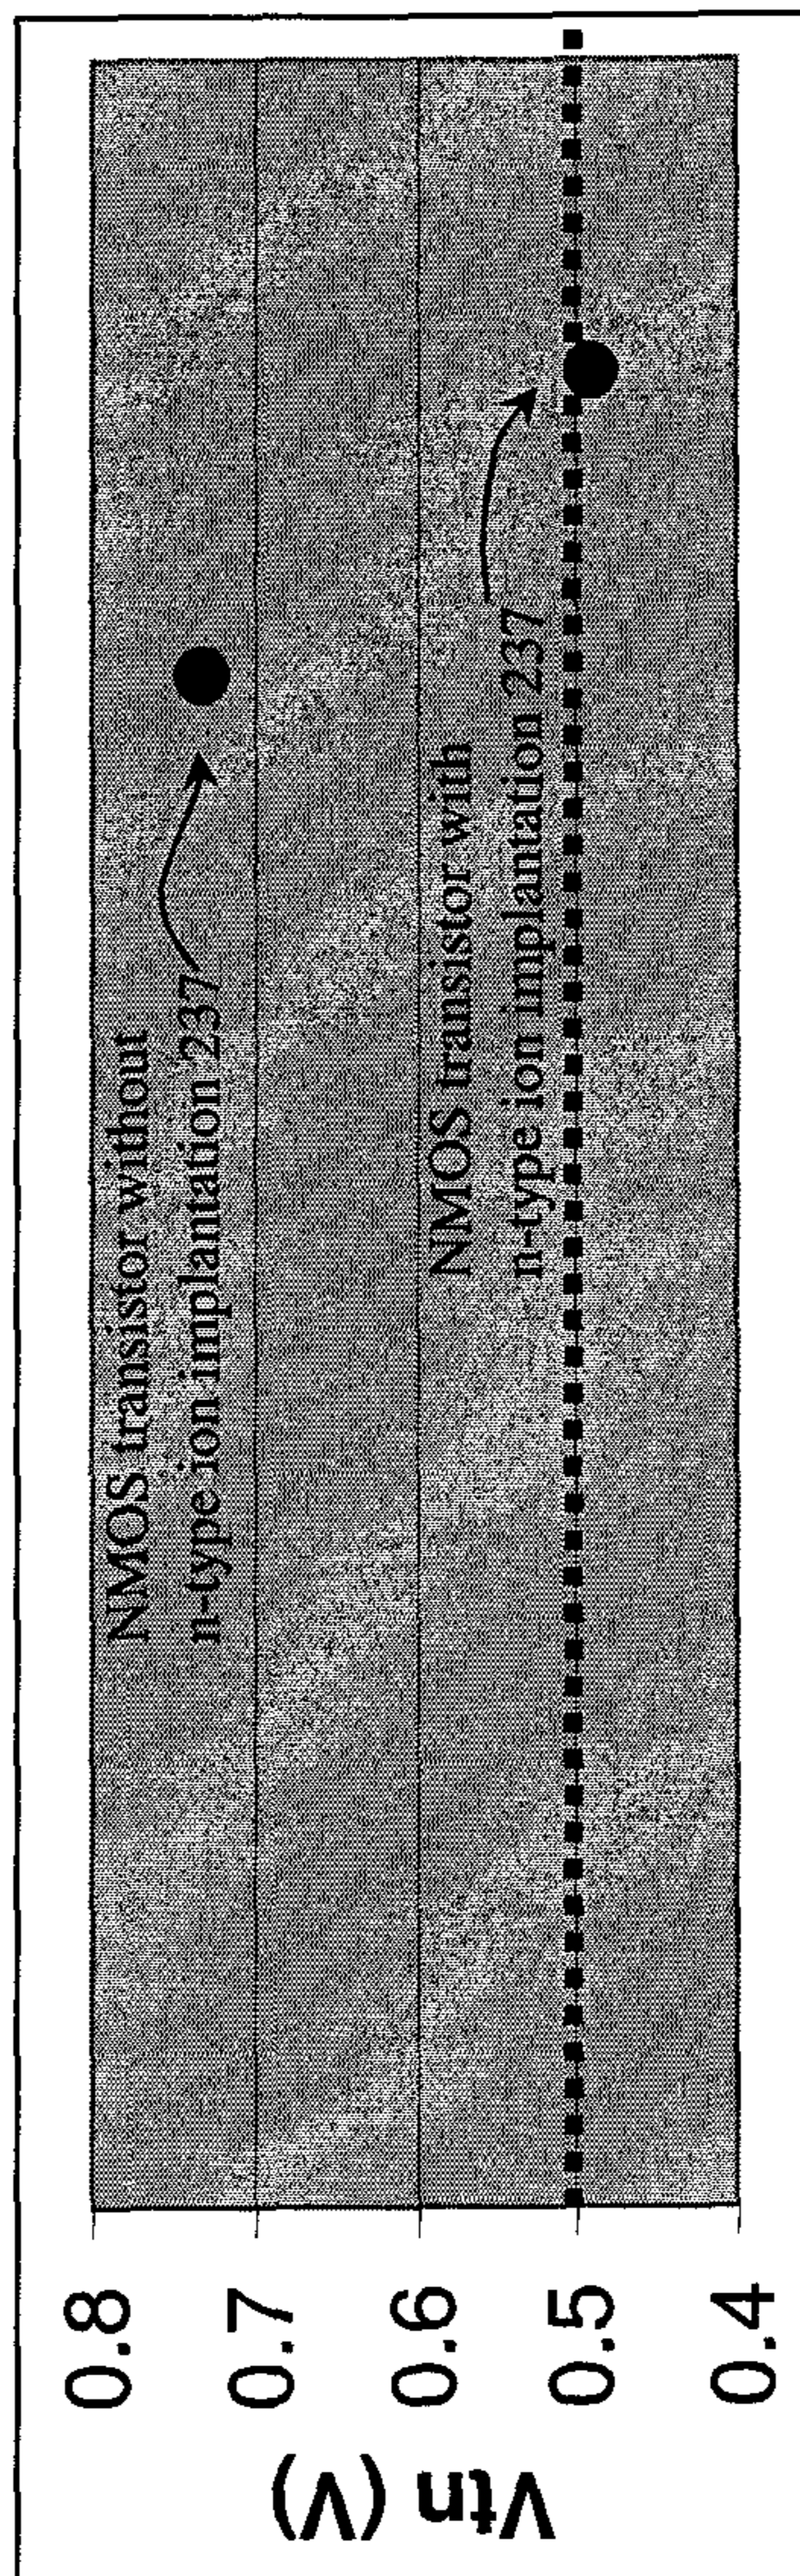 Vtn (V)
0.8
0.7
0.6
0.5
0.4
NMOS transistor without
n-type ion implantation 237
NMOS transistor with
n-type ion implantation 237